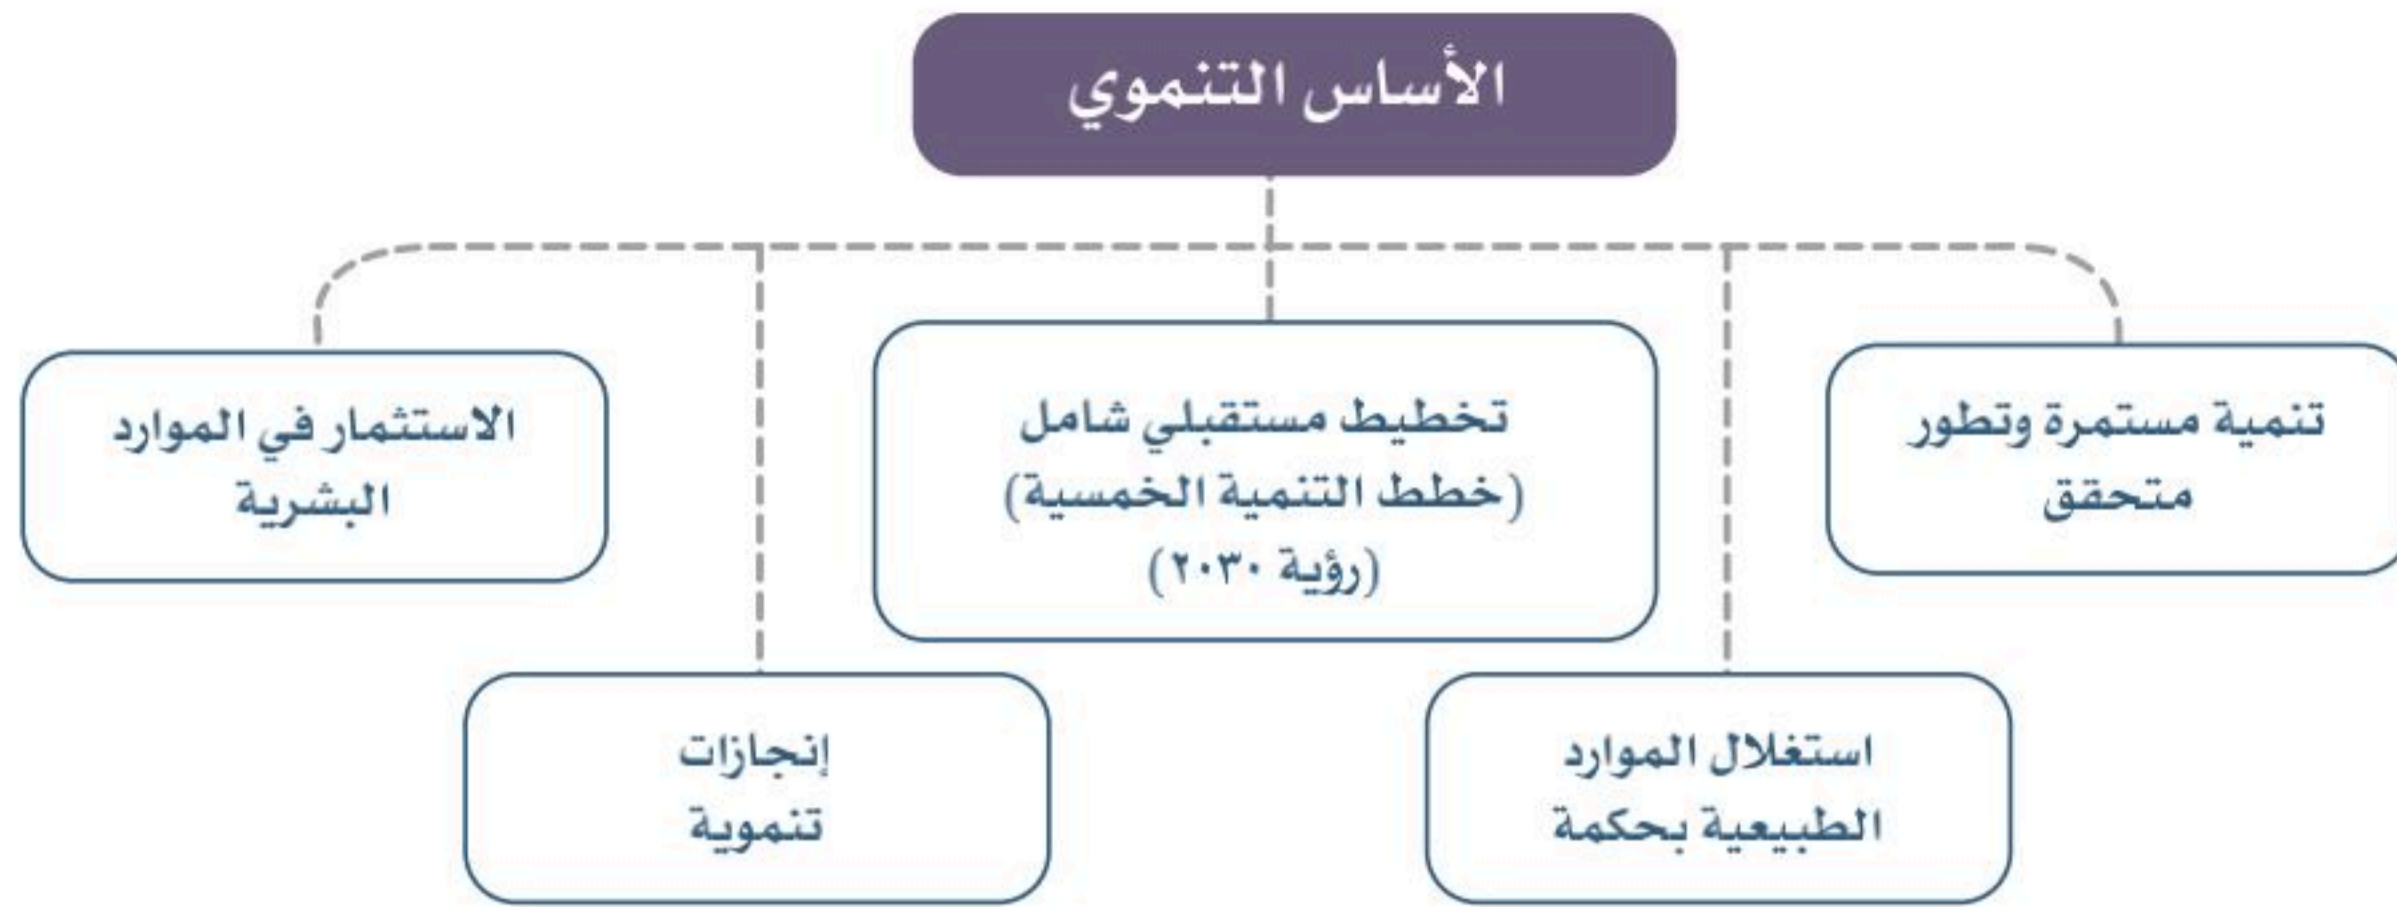 الأساس التنموي
تنمية مستمرة وتطور
متحقق
استغلال الموارد
الطبيعية بحكمة
تخطيط مستقبلي شامل
(خطط التنمية الخمسية)
(رؤية ٢٠٣٠)
إنجازات
تنموية
الاستثمار في الموارد
البشرية